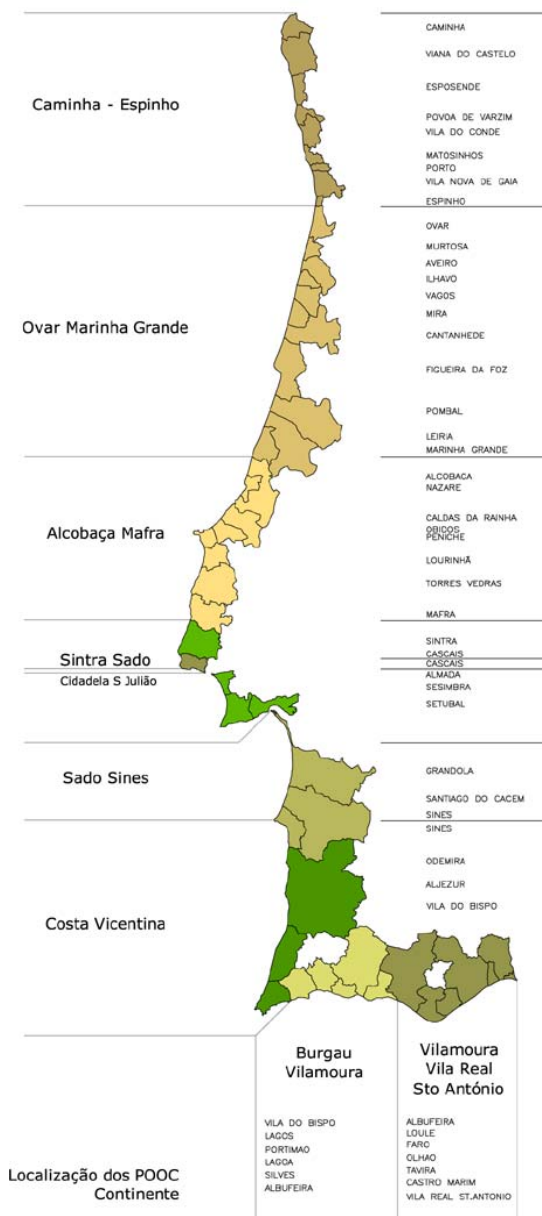 CAMINHA
VIANA DO CASTELO
ESPOSENDE
Caminha - Espinho
POVOA DE VARZIM
VILA DO CONDE
MATOSINHOS
PORTO
VILA NOVA DE GAIA
ESPINHO
OVAR
MURTOSA
AVEIRO
ILHAVO
VAGOS
MIRA
Ovar Marinha Grande
CANTANHEDE
FIGUEIRA DA FOZ
POMBAL
LEIRIA
MARINHA GRANDE
ALCOBACA
NAZARE
CALDAS DA RAINHA
OBIDOS
PENICHE
Alcobaça Mafra
LOURINHÃ
TORRES VEDRAS
MAFRA
SINTRA
CASCAIS
Sintra Sado
CASCAIS
Cidadela S Julião
ALMADA
SESIMBRA
SETUBAL
GRANDOLA
Sado Sines
SANTIAGO DO CACEM
SINES
SINES
ODEMIRA
ALJEZUR
VILA DO BISPO
Costa Vicentina
Burgau
Vilamoura
Vilamoura
Vila Real
Sto António
VILA DO BISPO
LAGOS
PORTIMAO
LAGOA
SILVES
ALBUFEIRA
ALBUFEIRA
LOULE
FARO
OLHAO
TAVIRA
CASTRO MARIM
VILA REAL ST.ANTONIO
Localização dos POOC
Continente